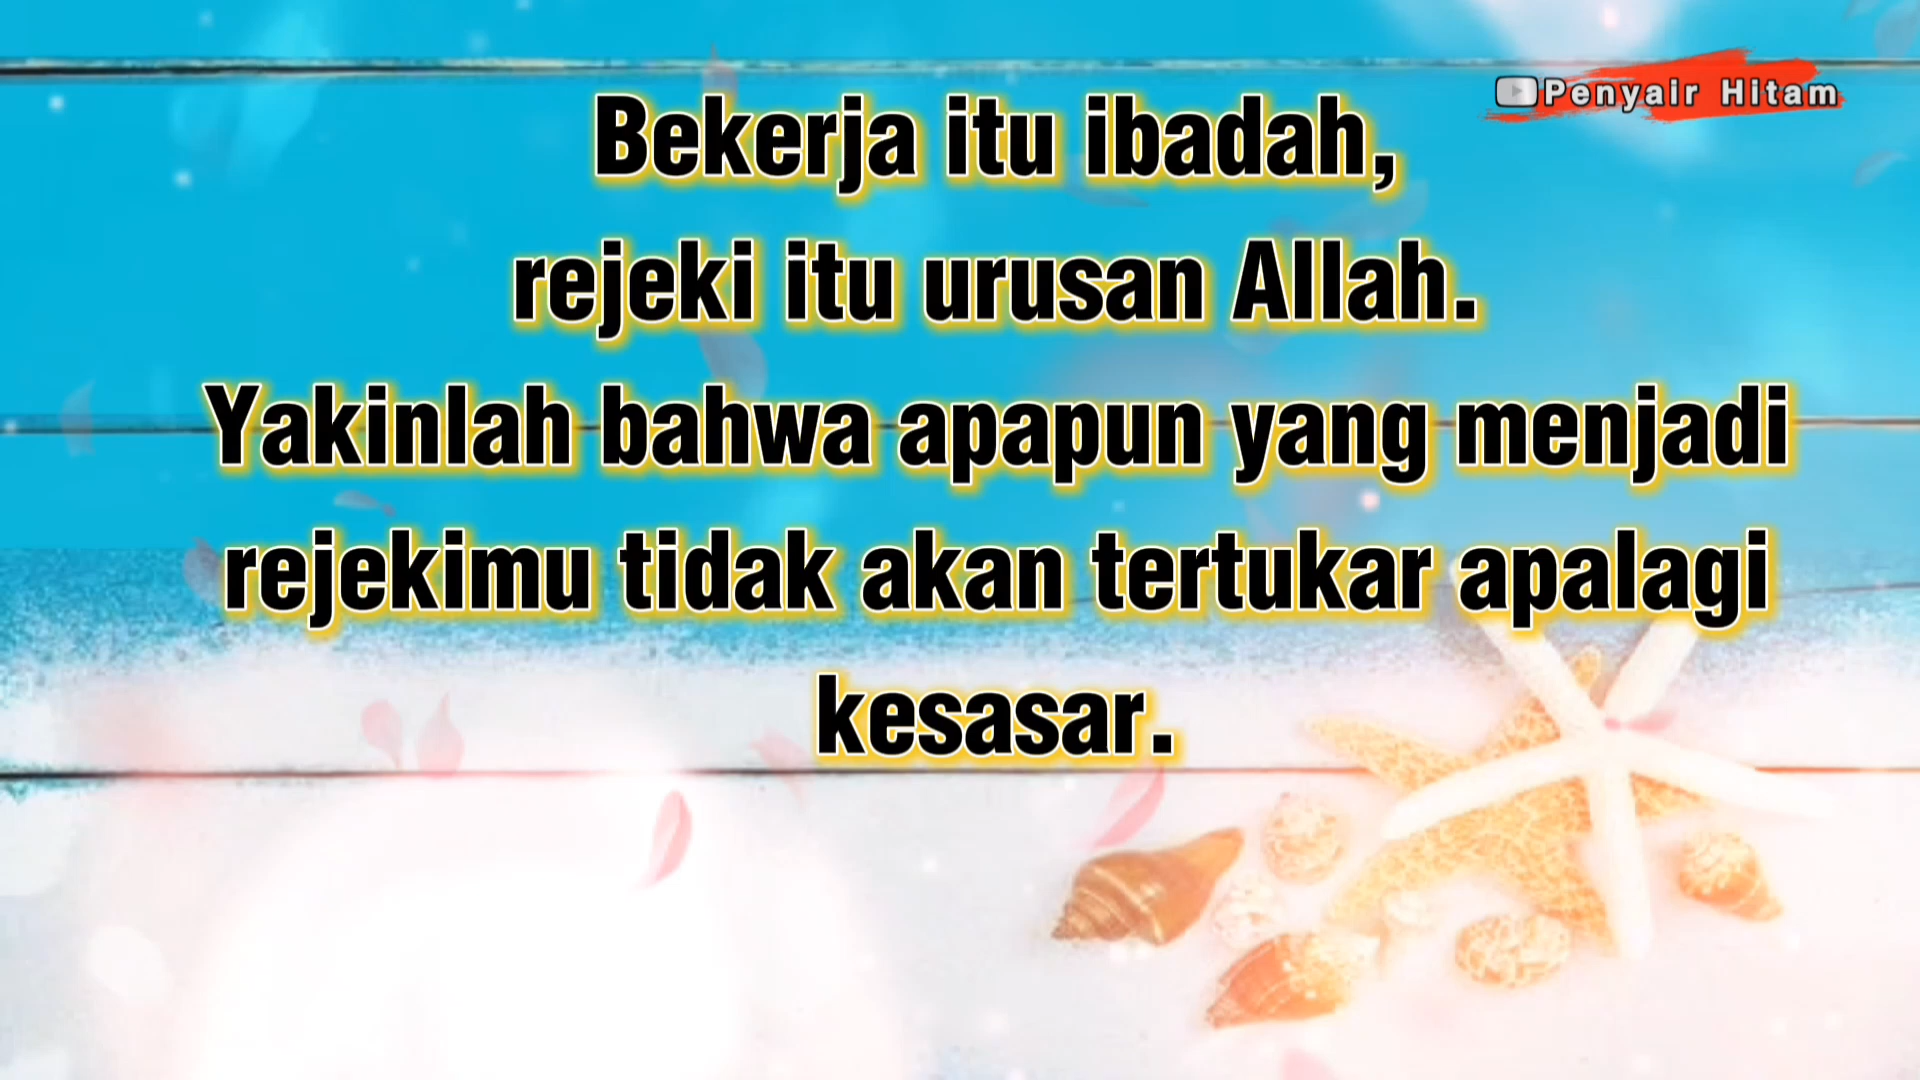 Penyair Hitam
Bekerja itu ibadah,
rejeki itu urusan Allah.
Yakinlah bahwa apapun yang menjadi
rejekimu tidak akan tertukar apalagi
kesasar.